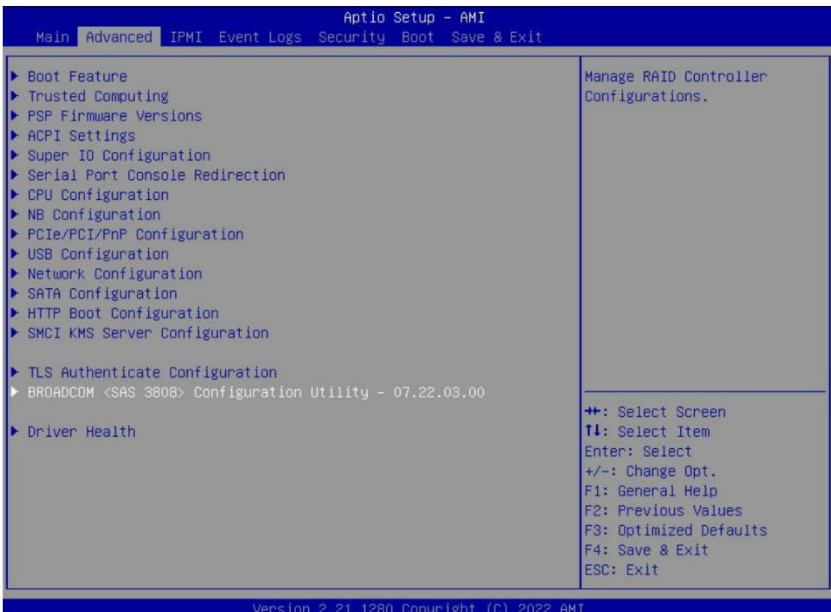 Aptio Setup - AMI
Main Advanced IPMI Event Logs Security Boot Save & Exit
Boot Feature
Trusted Computing
PSP Firmware Versions
ACPI Settings
Super IO Configuration
Serial Port Console Redirection
CPU Configuration
NB Configuration
PCIe/PCI/PnP Configuration
USB Configuration
Network Configuration
SATA Configuration
HTTP Boot Configuration
SMCI KMS Server Configuration
TLS Authenticate Configuration
BROADCOM <SAS 3808> Configuration Utility - 07.22.03.00
Driver Health
Manage RAID Controller
Configurations.
→←: Select Screen
↑↓: Select Item
Enter: Select
+/-: Change Opt.
F1: General Help
F2: Previous Values
F3: Optimized Defaults
F4: Save & Exit
ESC: Exit
Version 2.21.1280 Copyright (C) 2022 AMI